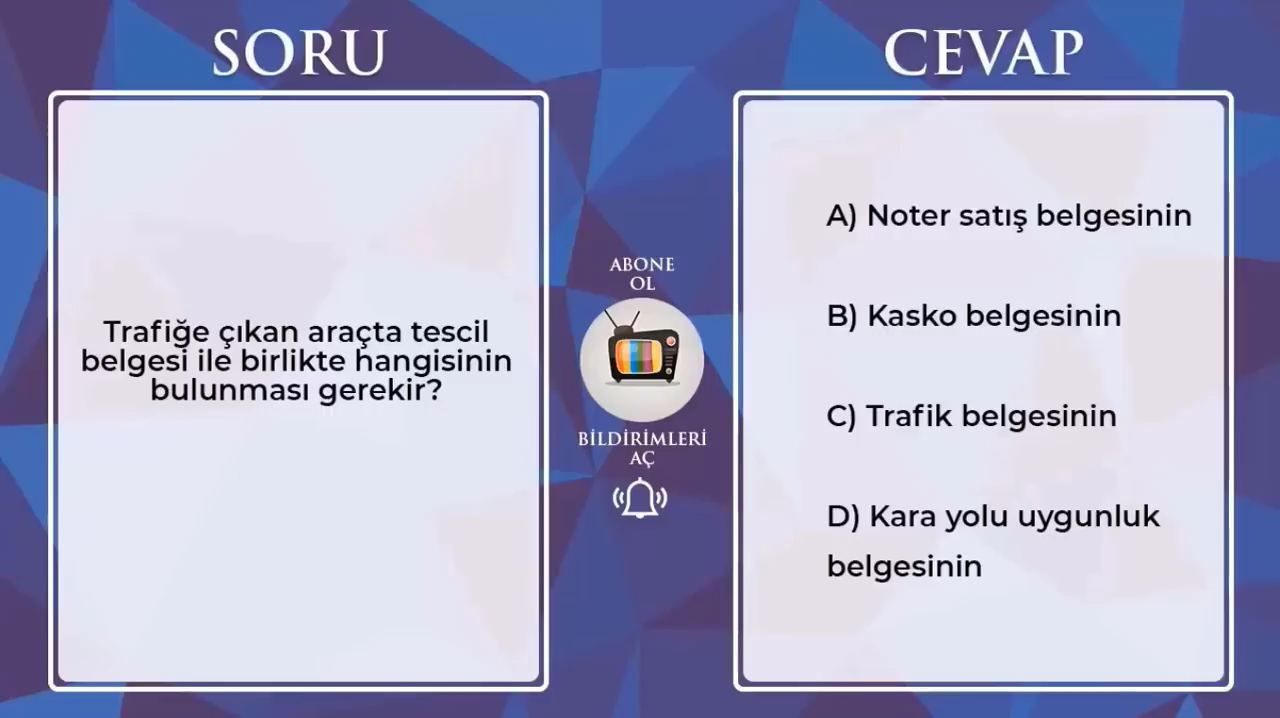 SORU
Trafiğe çıkan araçta tescil
belgesi ile birlikte hangisinin
bulunması gerekir?
ABONE
OL
BİLDİRİMLERİ
AÇ
CEVAP
A) Noter satış belgesinin
B) Kasko belgesinin
C) Trafik belgesinin
D) Kara yolu uygunluk
belgesinin